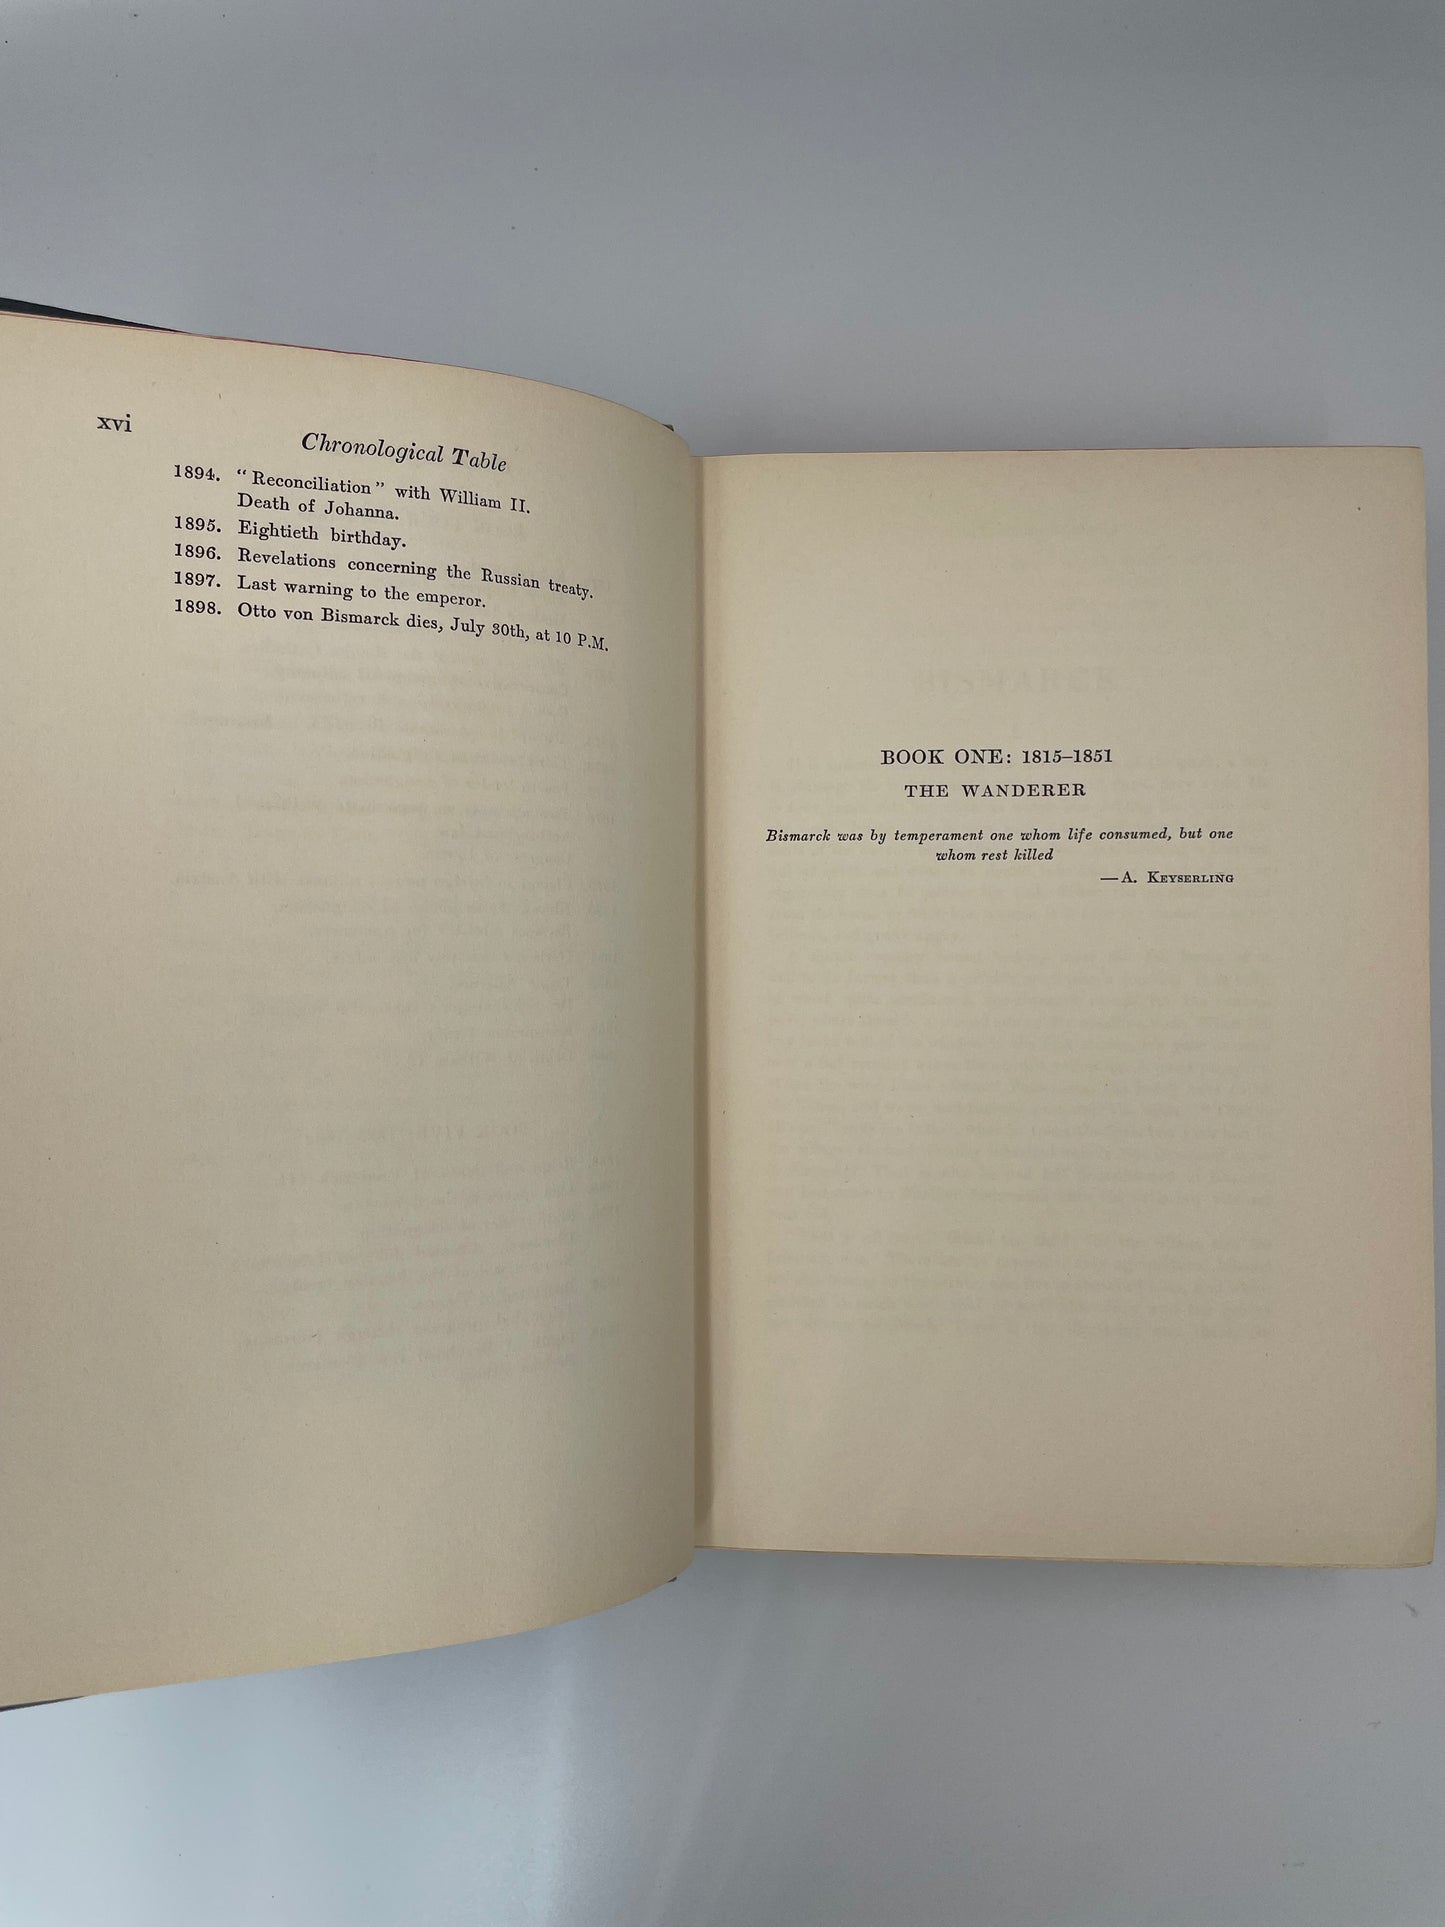 xvi
Chronological Table
1894. "Reconciliation" with William II.
Death of Johanna.
1895. Eightieth birthday.
1896. Revelations concerning the Russian treaty.
1897. Last warning to the emperor.
1898. Otto von Bismarck dies, July 30th, at 10 P.M.
BOOK ONE: 1815–1851
THE WANDERER
Bismarck was by temperament one whom life consumed, but one
whom rest killed
—A. Keyserling